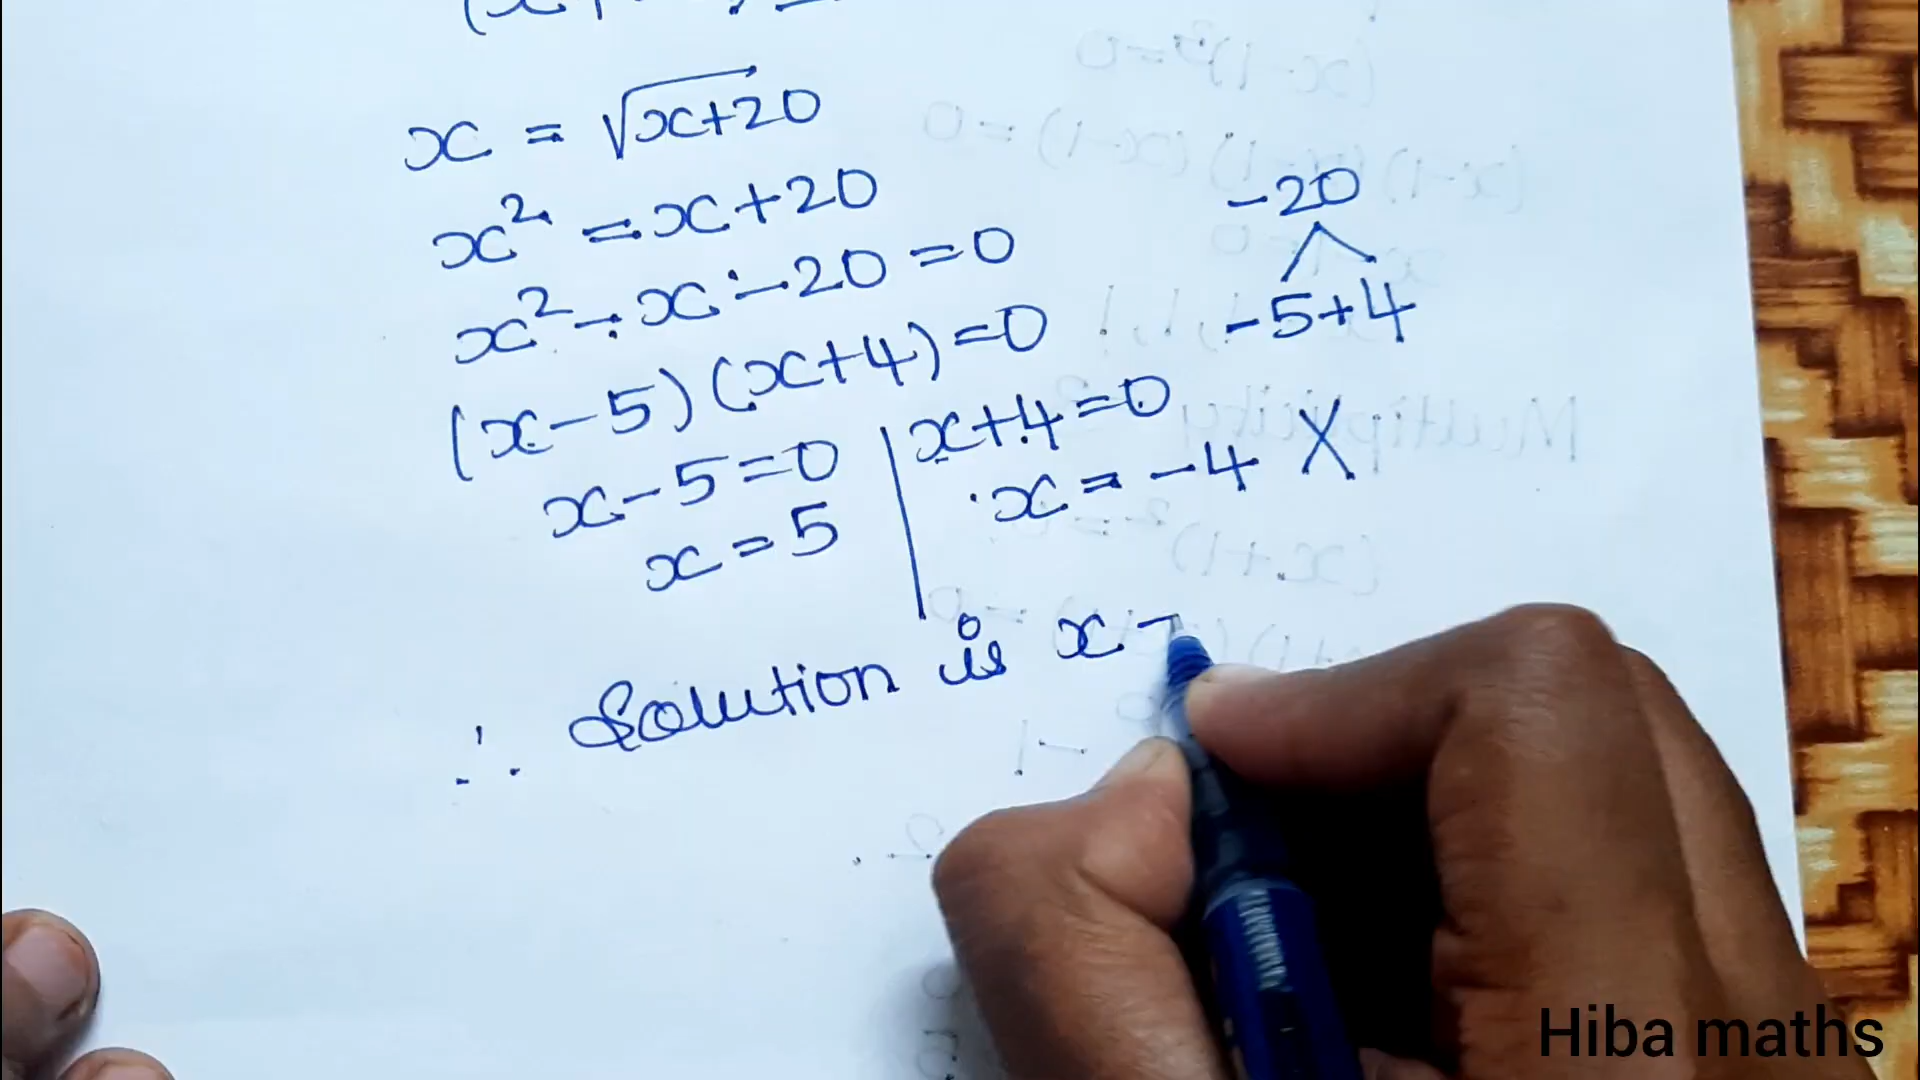 x = √x+20
x² = x+20
x² - x - 20 = 0
-20
(x-5)(x+4)=0
-5+4
x-5=0
x+4=0
x=5
x = -4 X
∴ Solution is x
Hiba maths